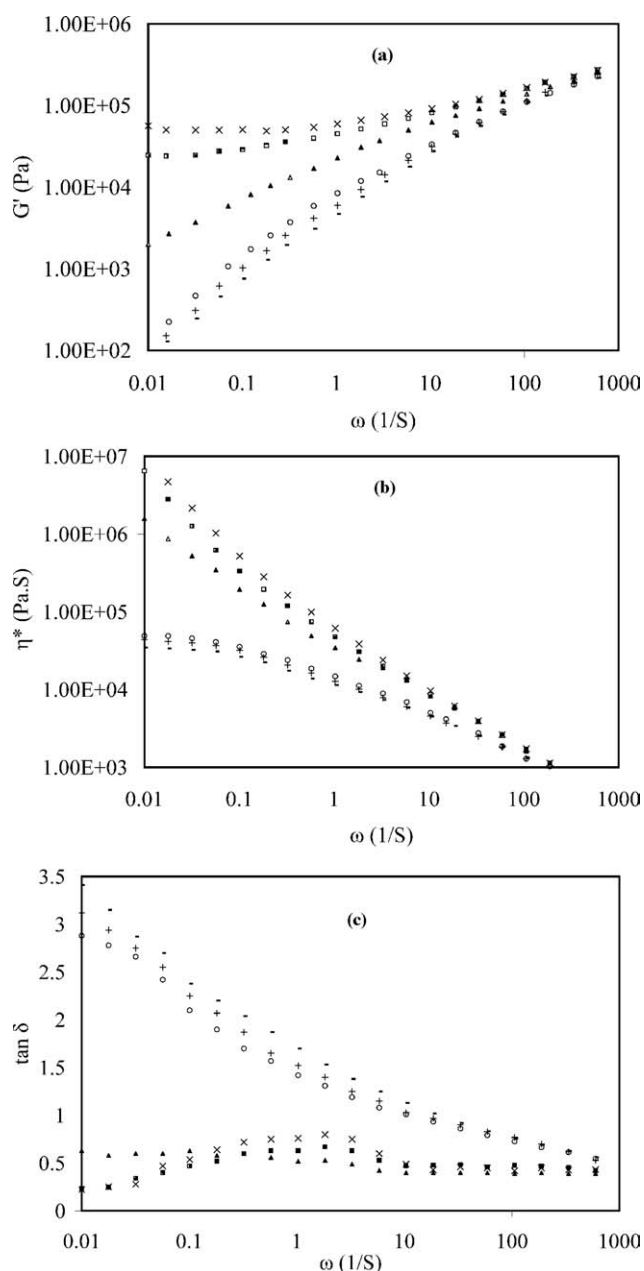 1.00E+06
(a)
1.00E+05
1.00E+04
1.00E+03
1.00E+02
G' (Pa)
0.01 0.1 1 10 100 1000
ω (1/S)
1.00E+07
(b)
1.00E+06
1.00E+05
1.00E+04
1.00E+03
η* (Pa.S)
0.01 0.1 1 10 100 1000
ω (1/S)
3.5
(c)
3
2.5
2
1.5
1
0.5
0
tan δ
0.01 0.1 1 10 100 1000
ω (1/S)